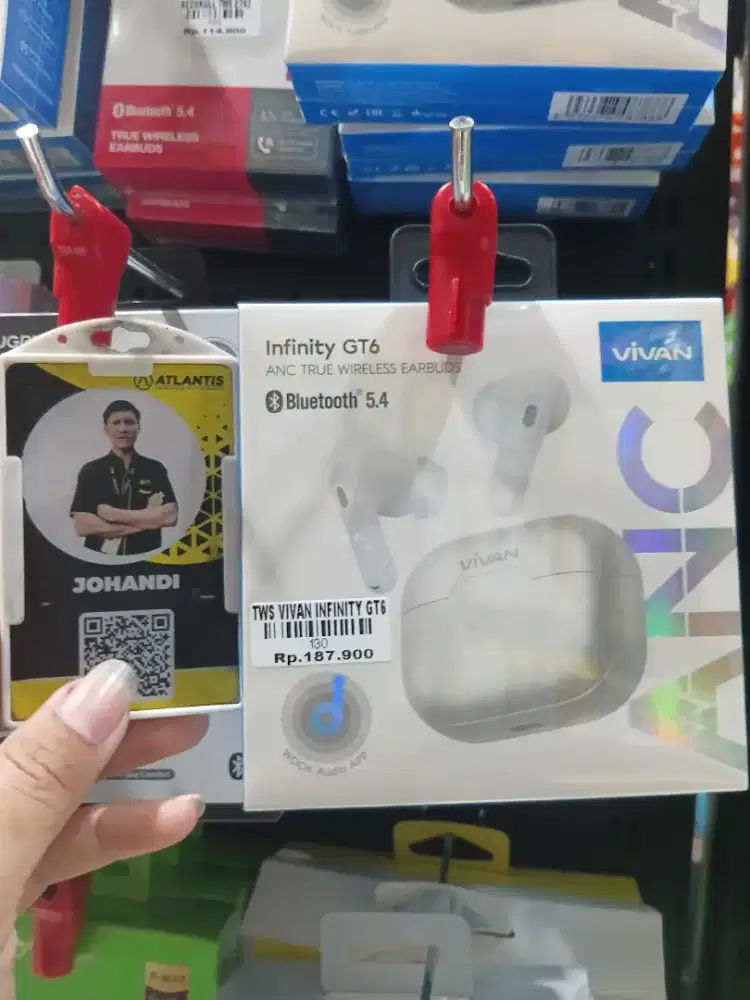 Rp.114.900
Bluetooth® 5.4
TRUE WIRELESS
EARBUDS
Infinity GT6
ANC TRUE WIRELESS EARBUDS
Bluetooth® 5.4
VIVAN
ANC
VIVAN
TWS VIVAN INFINITY GT6
130
Rp.187.900
WOOK Audio APP
ATLANTIS
JOHANDI